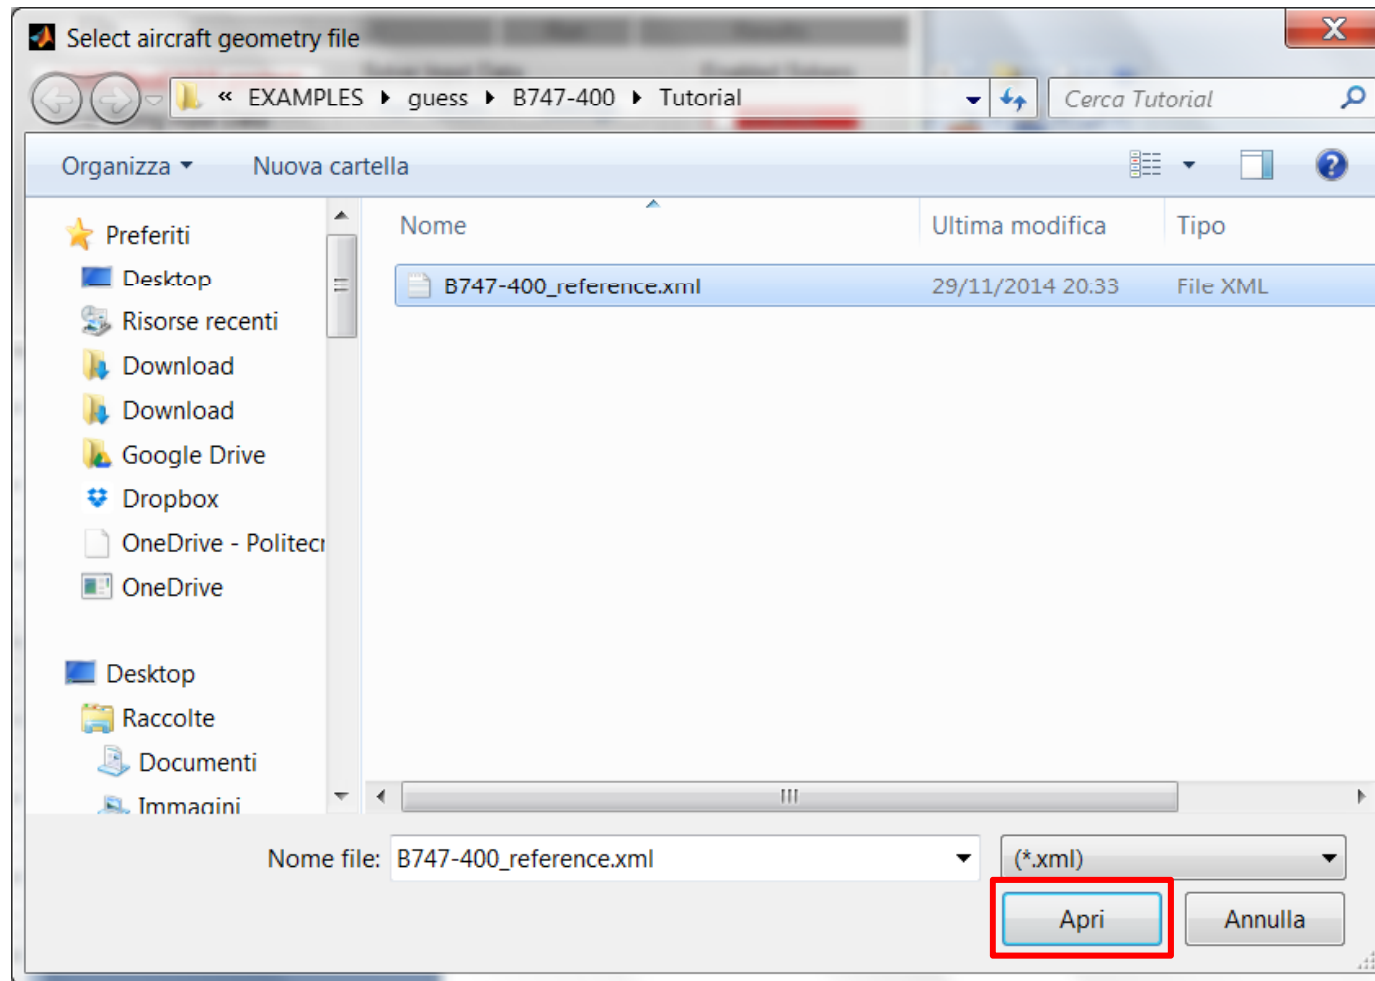 Select aircraft geometry file
« EXAMPLES guess B747-400 Tutorial Cerca Tutorial
Organizza Nuova cartella
Nome Ultima modifica Tipo
B747-400_reference.xml 29/11/2014 20.33 File XML
Preferiti
Desktop
Risorse recenti
Download
Download
Google Drive
Dropbox
OneDrive - Politecr
OneDrive
Desktop
Raccolte
Documenti
Immagini
Nome file: B747-400_reference.xml (*.xml)
Apri Annulla